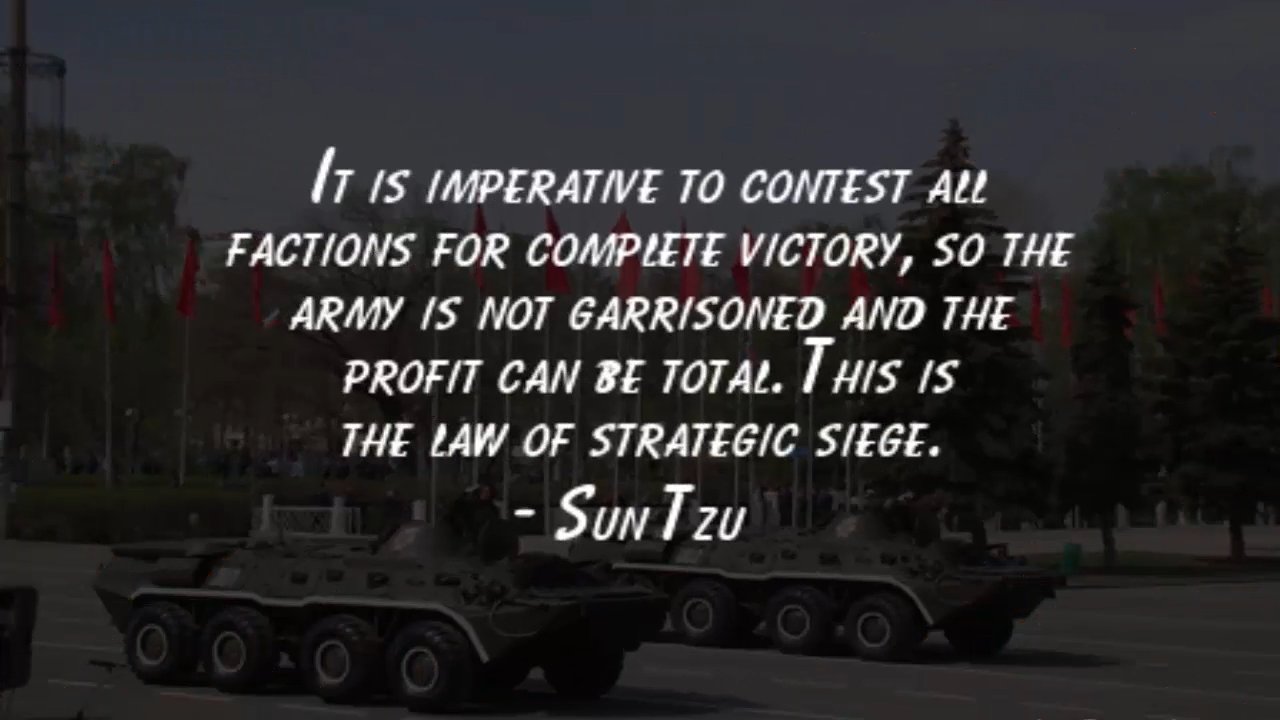 It is imperative to contest all
factions for complete victory, so the
army is not garrisoned and the
profit can be total. This is
the law of strategic siege.
- Sun Tzu